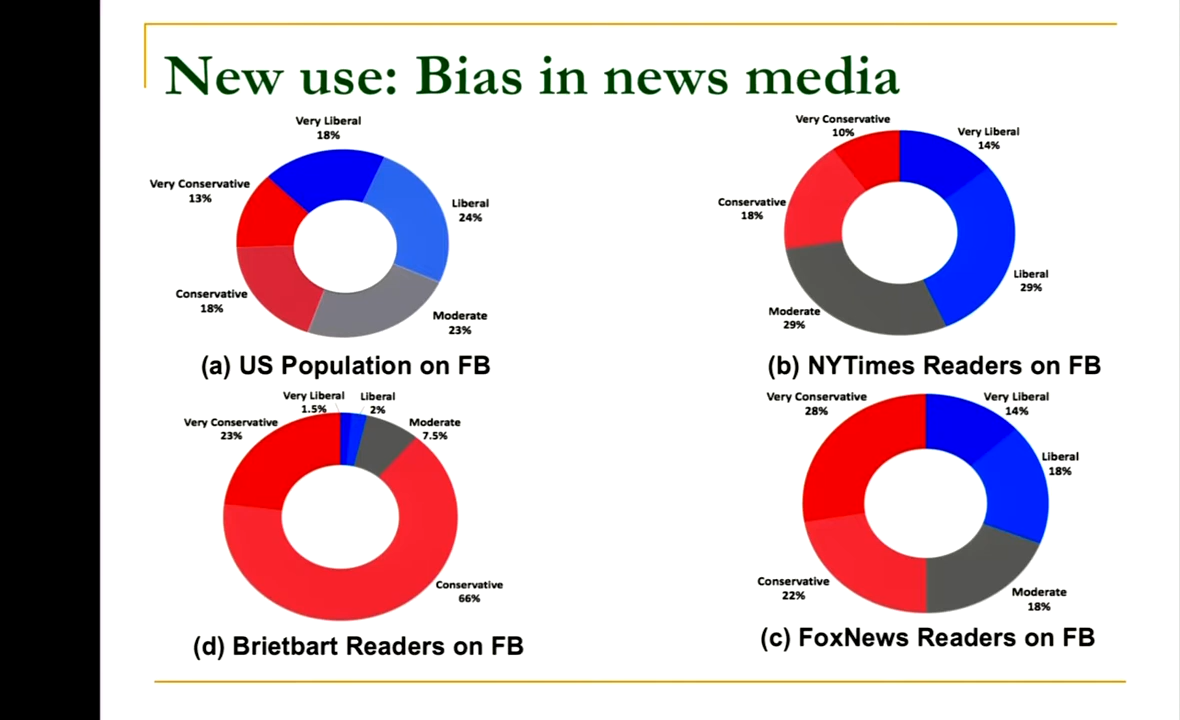 New use: Bias in news media
Very Liberal
18%
Very Conservative
13%
Liberal
24%
Conservative
18%
Moderate
23%
(a) US Population on FB
Very Conservative
10%
Very Liberal
14%
Conservative
18%
Liberal
29%
Moderate
29%
(b) NYTimes Readers on FB
Very Liberal
1.5%
Liberal
2%
Very Conservative
23%
Moderate
7.5%
Conservative
66%
(d) Brietbart Readers on FB
Very Conservative
28%
Very Liberal
14%
Liberal
18%
Conservative
22%
Moderate
18%
(c) FoxNews Readers on FB